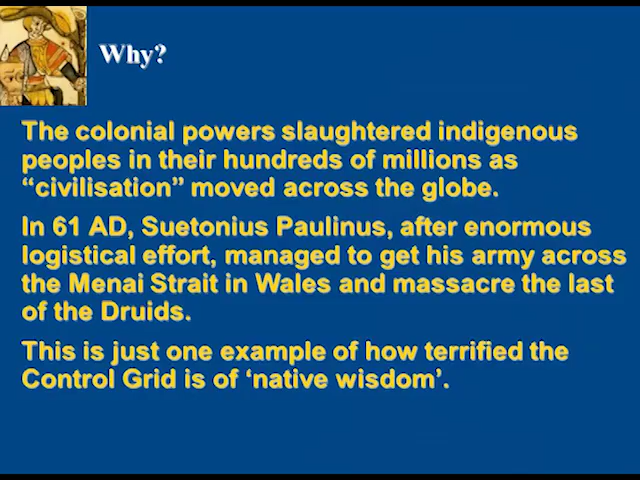 Why?
The colonial powers slaughtered indigenous
peoples in their hundreds of millions as
“civilisation” moved across the globe.
In 61 AD, Suetonius Paulinus, after enormous
logistical effort, managed to get his army across
the Menai Strait in Wales and massacre the last
of the Druids.
This is just one example of how terrified the
Control Grid is of ‘native wisdom’.